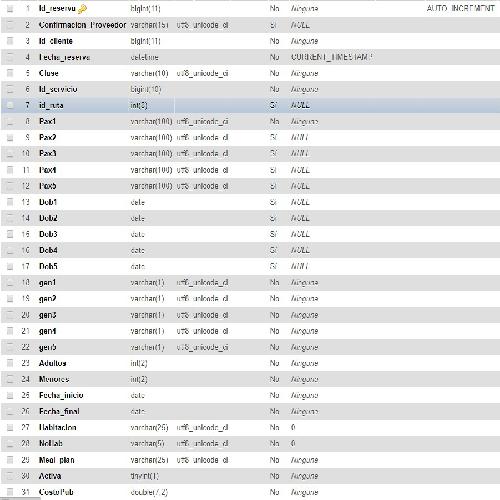 1 Id_reserva bigint(11) No Ninguna AUTO_INCREMENT
2 Confirmacion_Proveedor varchar(15) utf8_unicode_ci Sí NULL
3 Id_cliente bigint(11) No Ninguna
4 Fecha_reserva datetime No CURRENT_TIMESTAMP
5 Clase varchar(10) utf8_unicode_ci No Ninguna
6 Id_servicio bigint(10) No Ninguna
7 id_ruta int(8) Sí NULL
8 Pax1 varchar(100) utf8_unicode_ci No Ninguna
9 Pax2 varchar(100) utf8_unicode_ci Sí NULL
10 Pax3 varchar(100) utf8_unicode_ci Sí NULL
11 Pax4 varchar(100) utf8_unicode_ci Sí NULL
12 Pax5 varchar(100) utf8_unicode_ci Sí NULL
13 Dob1 date Sí NULL
14 Dob2 date Sí NULL
15 Dob3 date Sí NULL
16 Dob4 date Sí NULL
17 Dob5 date Sí NULL
18 gen1 varchar(1) utf8_unicode_ci No Ninguna
19 gen2 varchar(1) utf8_unicode_ci No Ninguna
20 gen3 varchar(1) utf8_unicode_ci No Ninguna
21 gen4 varchar(1) utf8_unicode_ci No Ninguna
22 gen5 varchar(1) utf8_unicode_ci No Ninguna
23 Adultos int(2) No Ninguna
24 Menores int(2) No Ninguna
25 Fecha_inicio date No Ninguna
26 Fecha_final date No Ninguna
27 Habitacion varchar(25) utf8_unicode_ci No 0
28 NoHab varchar(5) utf8_unicode_ci No 0
29 Meal_plan varchar(25) utf8_unicode_ci No Ninguna
30 Activa tinyint(1) No Ninguna
31 CostoPub double(7,2) No Ninguna